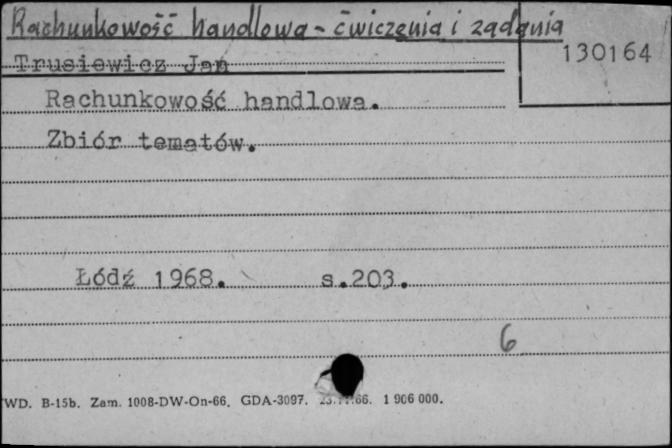 Rachunkowość handlowa - ćwiczenia i zadania
130164
Trusiewicz Jan
Rachunkowość handlowa.
Zbiór tematów.
Łódź 1968. s.203.
6
WD. B-15b. Zam. 1008-DW-On-66. GDA-3097. 66. 1 906 000.